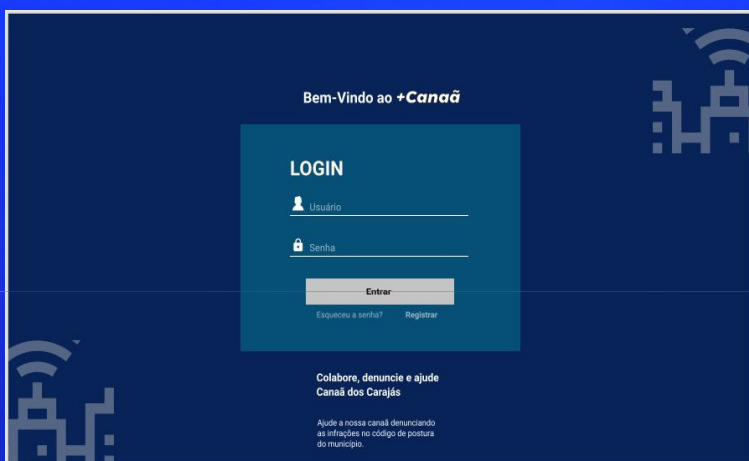 Bem-Vindo ao +Canaã
LOGIN
Usuário
Senha
Entrar
Esqueceu a senha? Registrar
Colabore, denuncie e ajude
Canaã dos Carajás
Ajude a nossa canaã denunciando
as infrações no código de postura
do município.